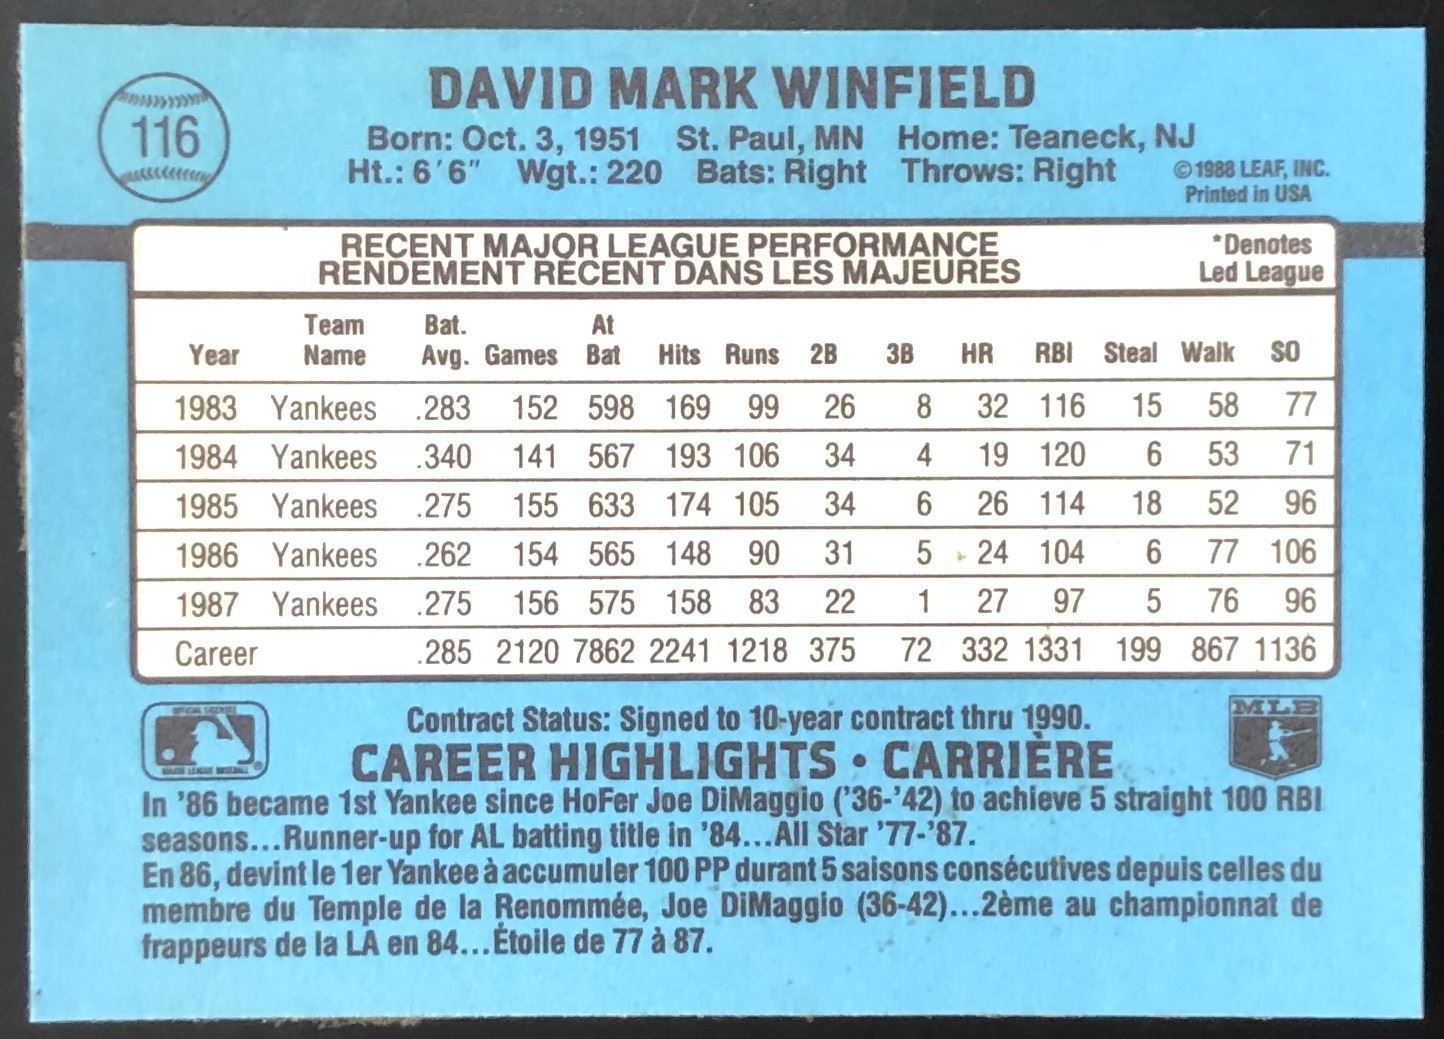 116
DAVID MARK WINFIELD
Born: Oct. 3, 1951 St. Paul, MN Home: Teaneck, NJ
Ht.: 6'6" Wgt.: 220 Bats: Right Throws: Right
©1988 LEAF, INC.
Printed in USA
RECENT MAJOR LEAGUE PERFORMANCE
RENDEMENT RÉCENT DANS LES MAJEURES
*Denotes
Led League
Year Team Name Bat. Avg. Games At Bat Hits Runs 2B 3B HR RBI Steal Walk SO
1983 Yankees .283 152 598 169 99 26 8 32 116 15 58 77
1984 Yankees .340 141 567 193 106 34 4 19 120 6 53 71
1985 Yankees .275 155 633 174 105 34 6 26 114 18 52 96
1986 Yankees .262 154 565 148 90 31 5 24 104 6 77 106
1987 Yankees .275 156 575 158 83 22 1 27 97 5 76 96
Career .285 2120 7862 2241 1218 375 72 332 1331 199 867 1136
OFFICIAL LICENSEE
MAJOR LEAGUE BASEBALL
®
MLB
Contract Status: Signed to 10-year contract thru 1990.
CAREER HIGHLIGHTS • CARRIÈRE
In '86 became 1st Yankee since HoFer Joe DiMaggio ('36-'42) to achieve 5 straight 100 RBI
seasons...Runner-up for AL batting title in '84...All Star '77-'87.
En 86, devint le 1er Yankee à accumuler 100 PP durant 5 saisons consécutives depuis celles du
membre du Temple de la Renommée, Joe DiMaggio (36-42)...2ème au championnat de
frappeurs de la LA en 84...Étoile de 77 à 87.